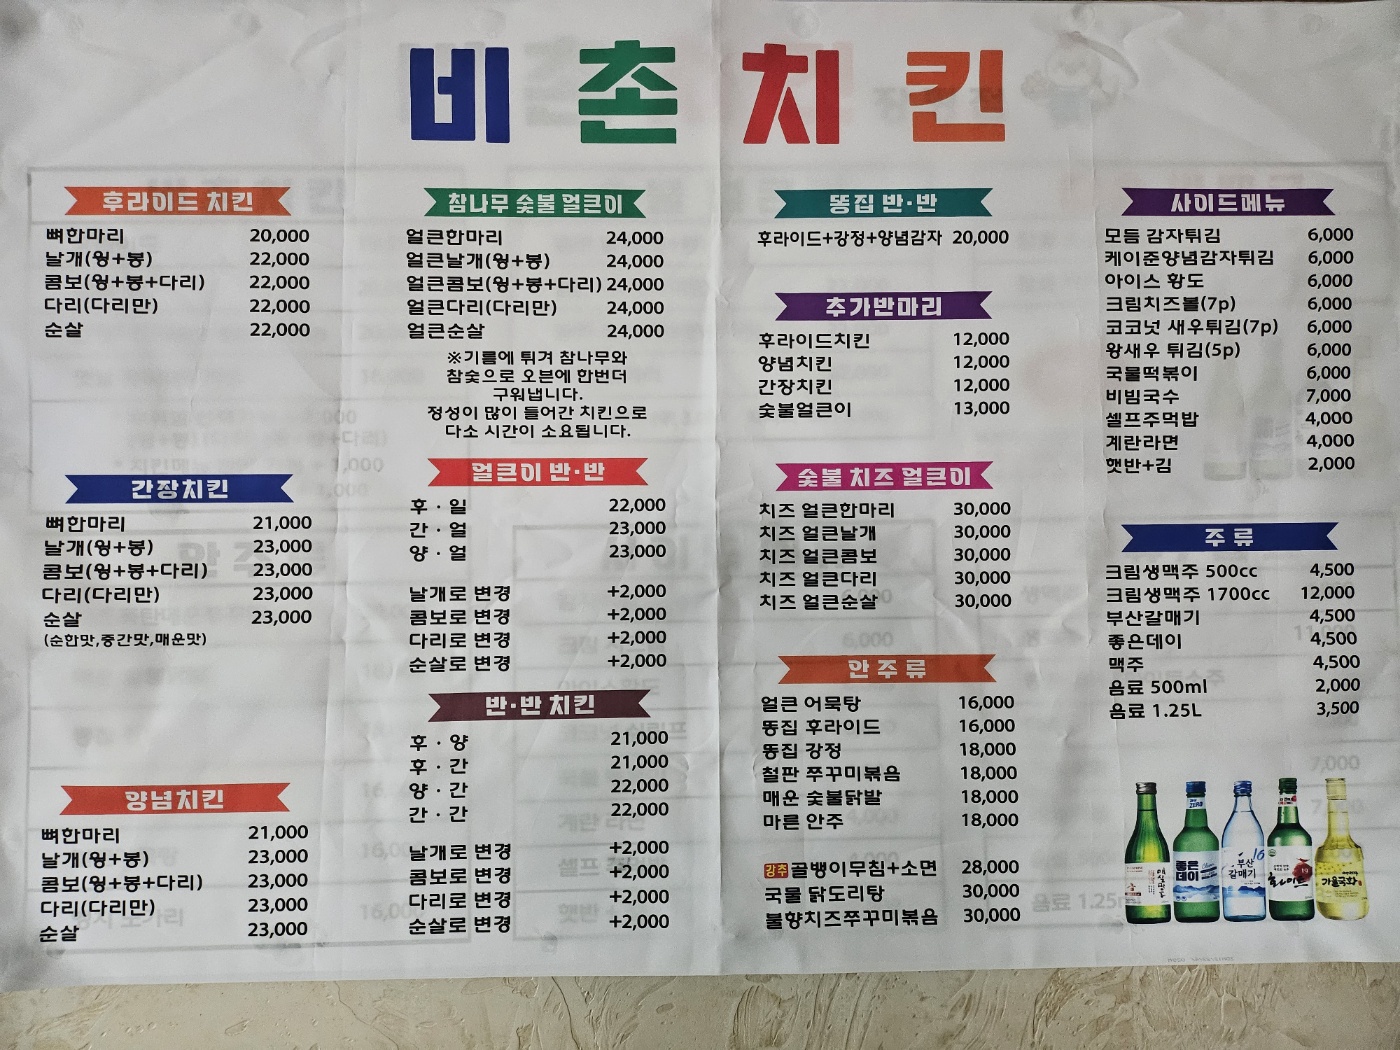 비촌치킨
후라이드 치킨
뼈한마리 20,000
날개(윙+봉) 22,000
콤보(윙+봉+다리) 22,000
다리(다리만) 22,000
순살 22,000
간장치킨
뼈한마리 21,000
날개(윙+봉) 23,000
콤보(윙+봉+다리) 23,000
다리(다리만) 23,000
순살 23,000
(순한맛,중간맛,매운맛)
양념치킨
뼈한마리 21,000
날개(윙+봉) 23,000
콤보(윙+봉+다리) 23,000
다리(다리만) 23,000
순살 23,000
참나무 숯불 얼큰이
얼큰한마리 24,000
얼큰날개(윙+봉) 24,000
얼큰콤보(윙+봉+다리) 24,000
얼큰다리(다리만) 24,000
얼큰순살 24,000
※기름에 튀겨 참나무와
참숯으로 오븐에 한번더
구워냅니다.
정성이 많이 들어간 치킨으로
다소 시간이 소요됩니다.
얼큰이 반·반
후 · 얼 22,000
간 · 얼 23,000
양 · 얼 23,000
날개로 변경 +2,000
콤보로 변경 +2,000
다리로 변경 +2,000
순살로 변경 +2,000
반·반 치킨
후 · 양 21,000
후 · 간 21,000
양 · 간 22,000
간 · 간 22,000
날개로 변경 +2,000
콤보로 변경 +2,000
다리로 변경 +2,000
순살로 변경 +2,000
똥집 반·반
후라이드+강정+양념감자 20,000
추가반마리
후라이드치킨 12,000
양념치킨 12,000
간장치킨 12,000
숯불얼큰이 13,000
숯불 치즈 얼큰이
치즈 얼큰한마리 30,000
치즈 얼큰날개 30,000
치즈 얼큰콤보 30,000
치즈 얼큰다리 30,000
치즈 얼큰순살 30,000
안 주 류
얼큰 어묵탕 16,000
똥집 후라이드 16,000
똥집 강정 18,000
철판 쭈꾸미볶음 18,000
매운 숯불닭발 18,000
마른 안주 18,000
강추 골뱅이무침+소면 28,000
국물 닭도리탕 30,000
불향치즈쭈꾸미볶음 30,000
사이드메뉴
모듬 감자튀김 6,000
케이준양념감자튀김 6,000
아이스 황도 6,000
크림치즈볼(7p) 6,000
코코넛 새우튀김(7p) 6,000
왕새우 튀김(5p) 6,000
국물떡볶이 6,000
비빔국수 7,000
셀프주먹밥 4,000
계란라면 4,000
햇반+김 2,000
주 류
크림생맥주 500cc 4,500
크림생맥주 1700cc 12,000
부산갈매기 4,500
좋은데이 4,500
맥주 4,500
음료 500ml 2,000
음료 1.25L 3,500
좋은
데이
부산
갈매기
16
가을국화